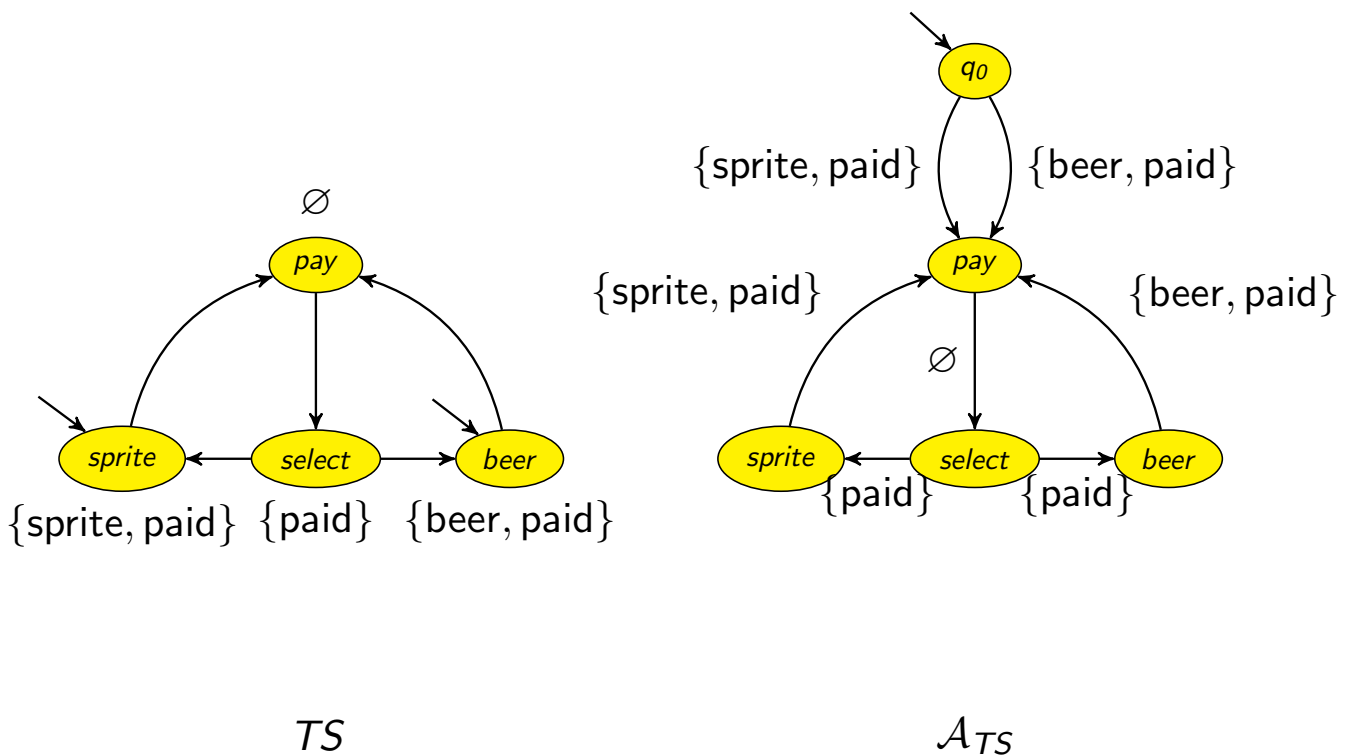 ∅
pay
sprite
select
beer
{sprite, paid} {paid} {beer, paid}
TS
q0
{sprite, paid} {beer, paid}
pay
{sprite, paid} {beer, paid}
∅
sprite
select
beer
{paid} {paid}
𝒜TS